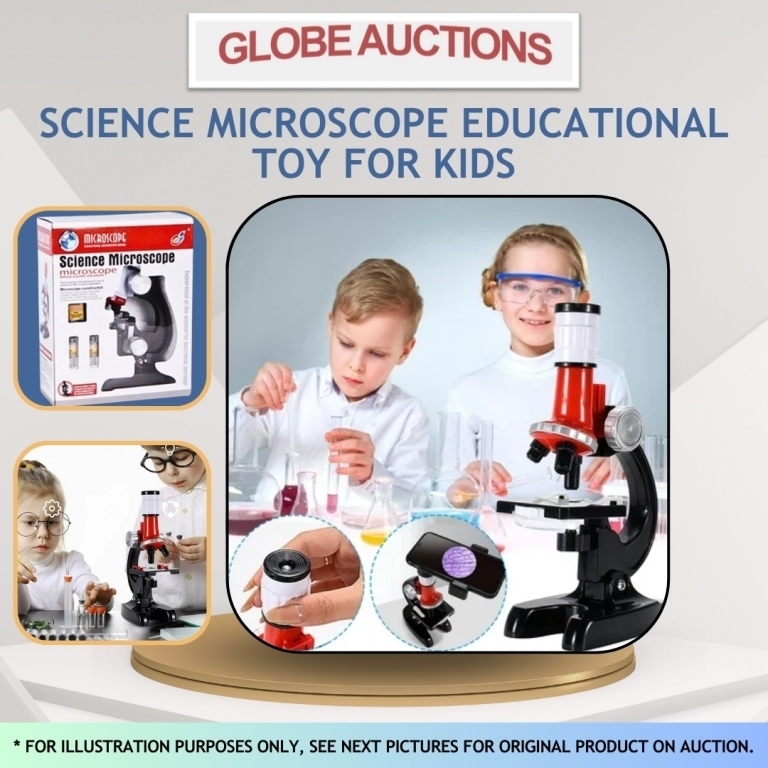 GLOBE AUCTIONS
SCIENCE MICROSCOPE EDUCATIONAL
TOY FOR KIDS
MICROSCOPE
Science Microscope
microscope
* FOR ILLUSTRATION PURPOSES ONLY, SEE NEXT PICTURES FOR ORIGINAL PRODUCT ON AUCTION.